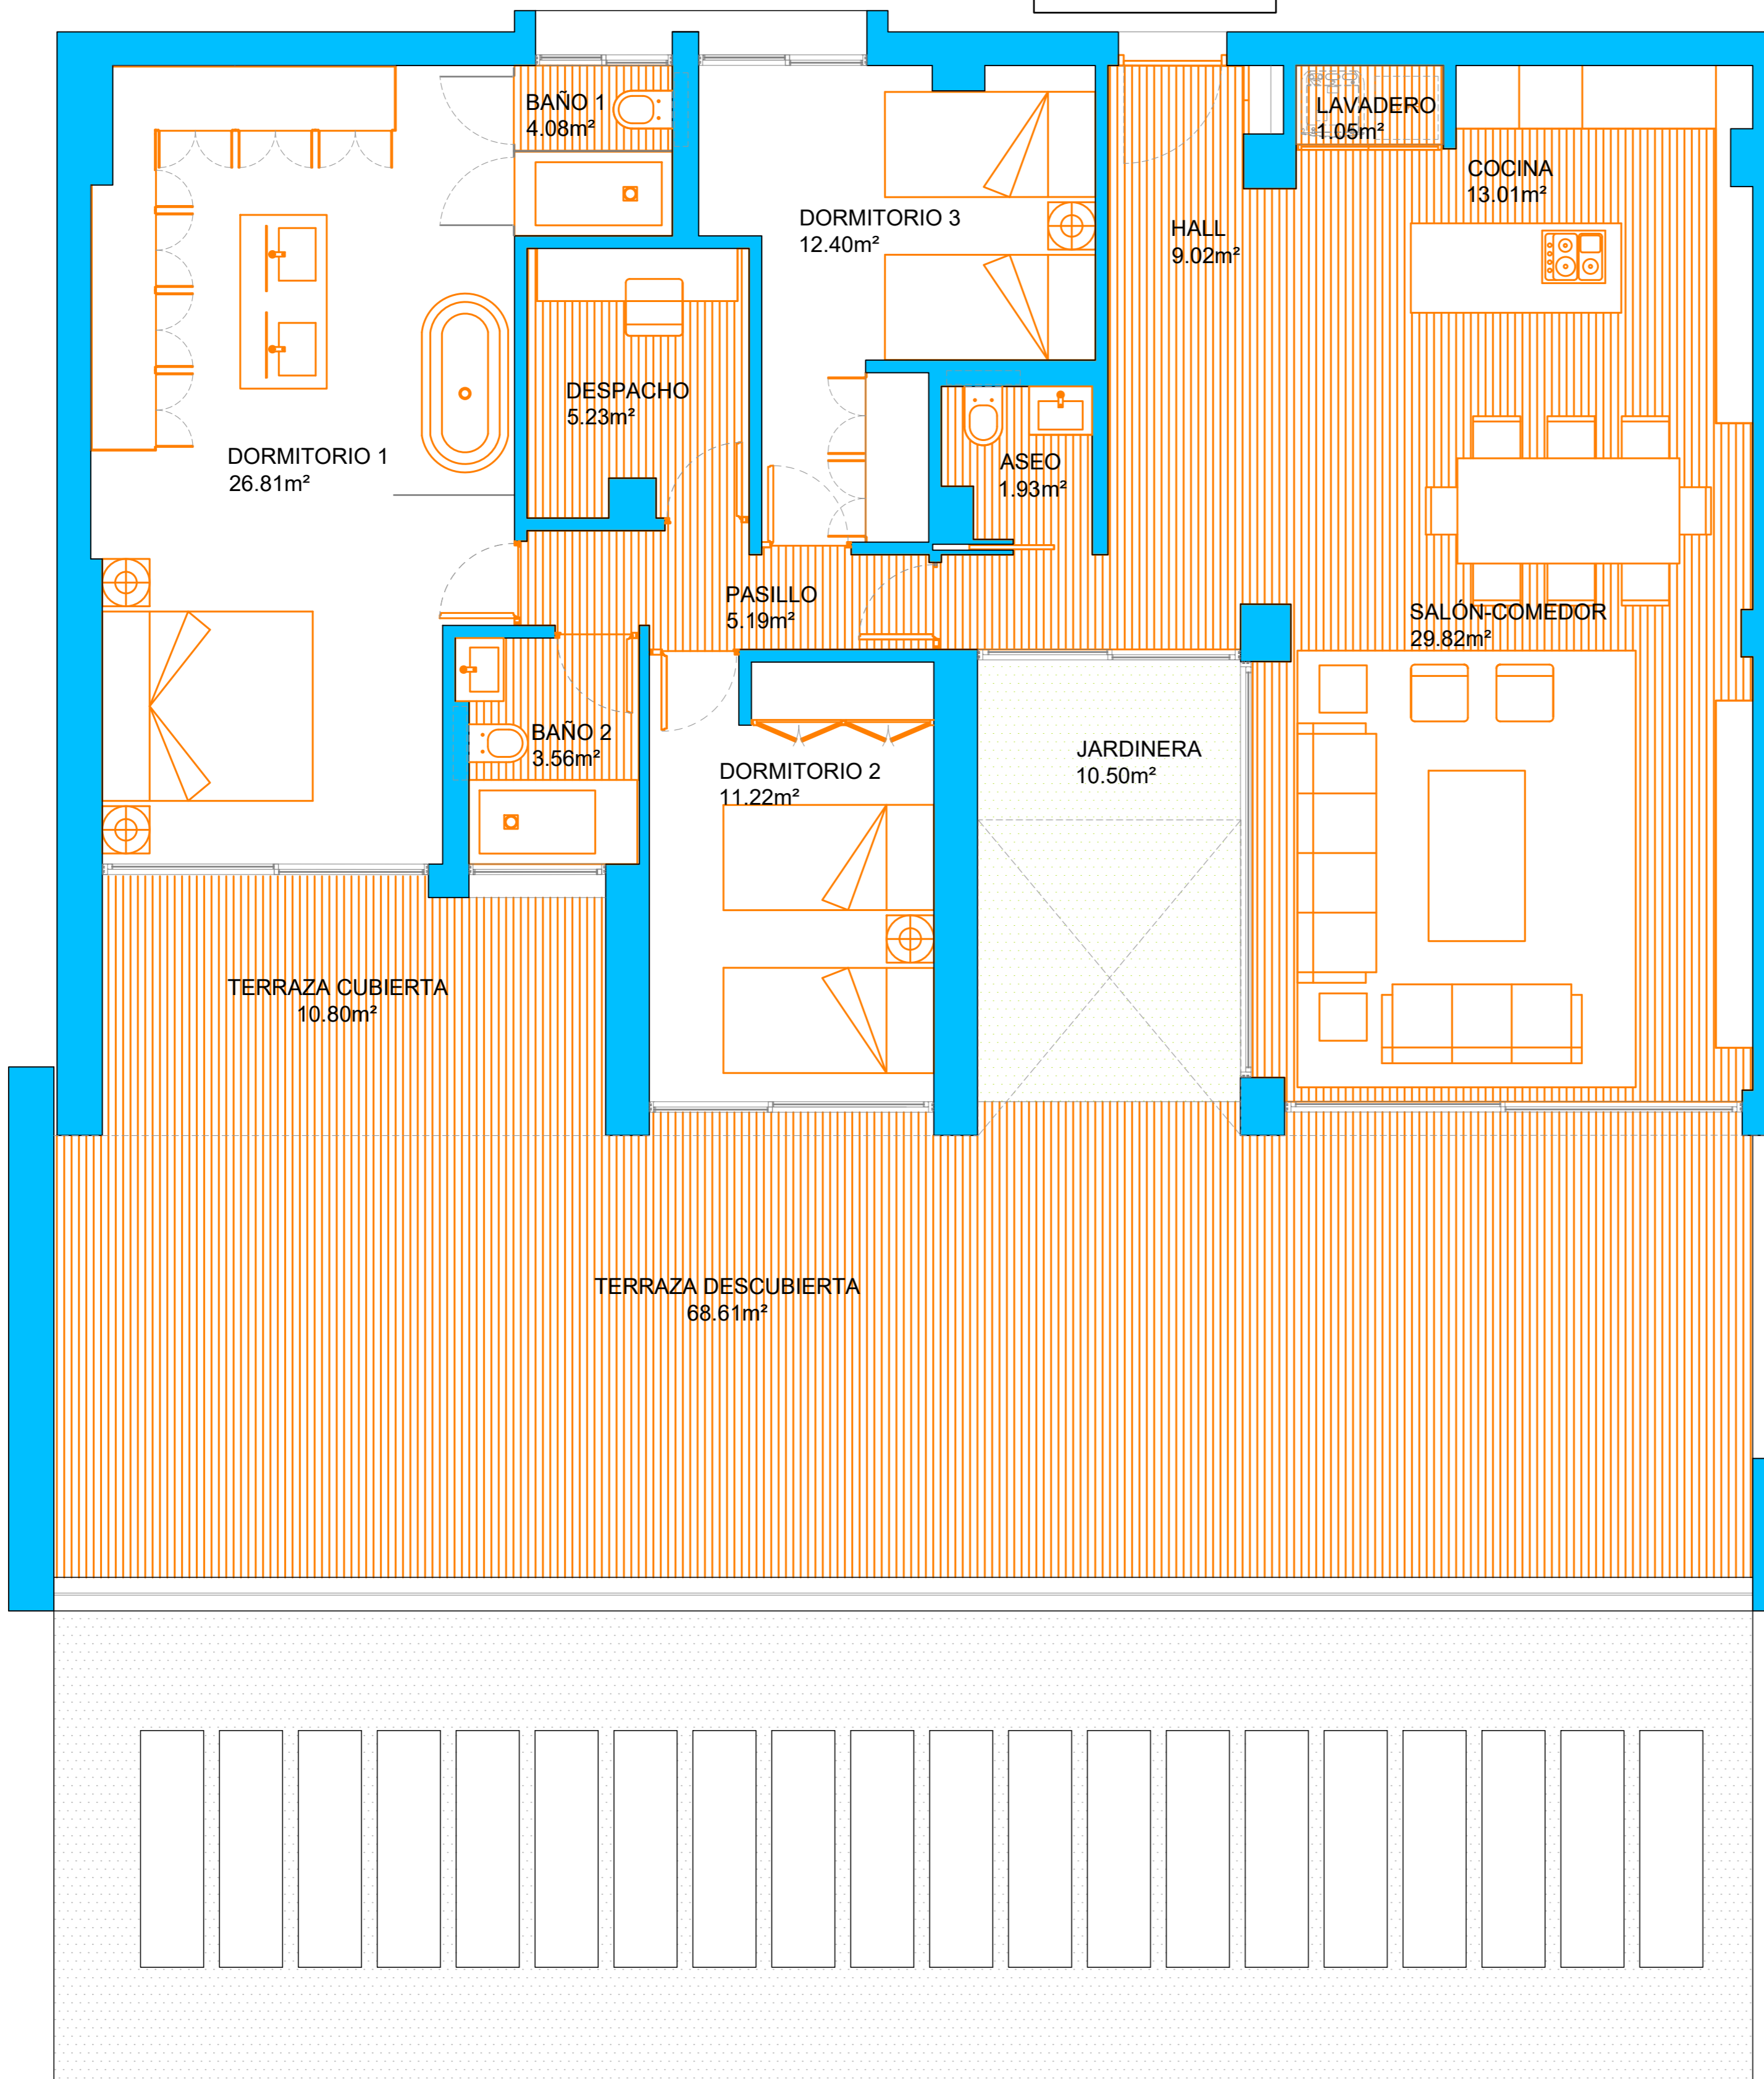 BAÑO 1
4.08m²
LAVADERO
1.05m²
COCINA
13.01m²
DORMITORIO 3
12.40m²
HALL
9.02m²
DESPACHO
5.23m²
DORMITORIO 1
26.81m²
ASEO
1.93m²
PASILLO
5.19m²
SALÓN-COMEDOR
29.82m²
BAÑO 2
3.56m²
DORMITORIO 2
11.22m²
JARDINERA
10.50m²
TERRAZA CUBIERTA
10.80m²
TERRAZA DESCUBIERTA
68.61m²